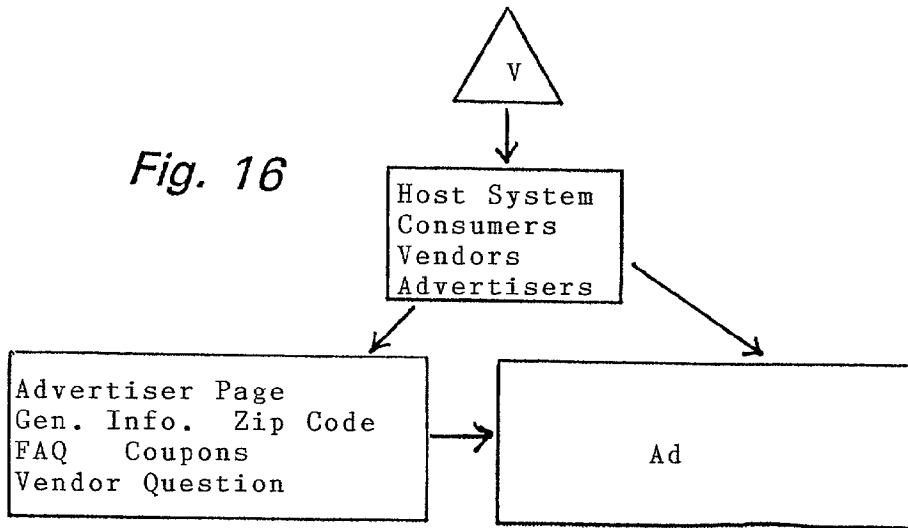 V
Fig. 16
Host System
Consumers
Vendors
Advertisers
Advertiser Page
Gen. Info. Zip Code
FAQ Coupons
Vendor Question
Ad